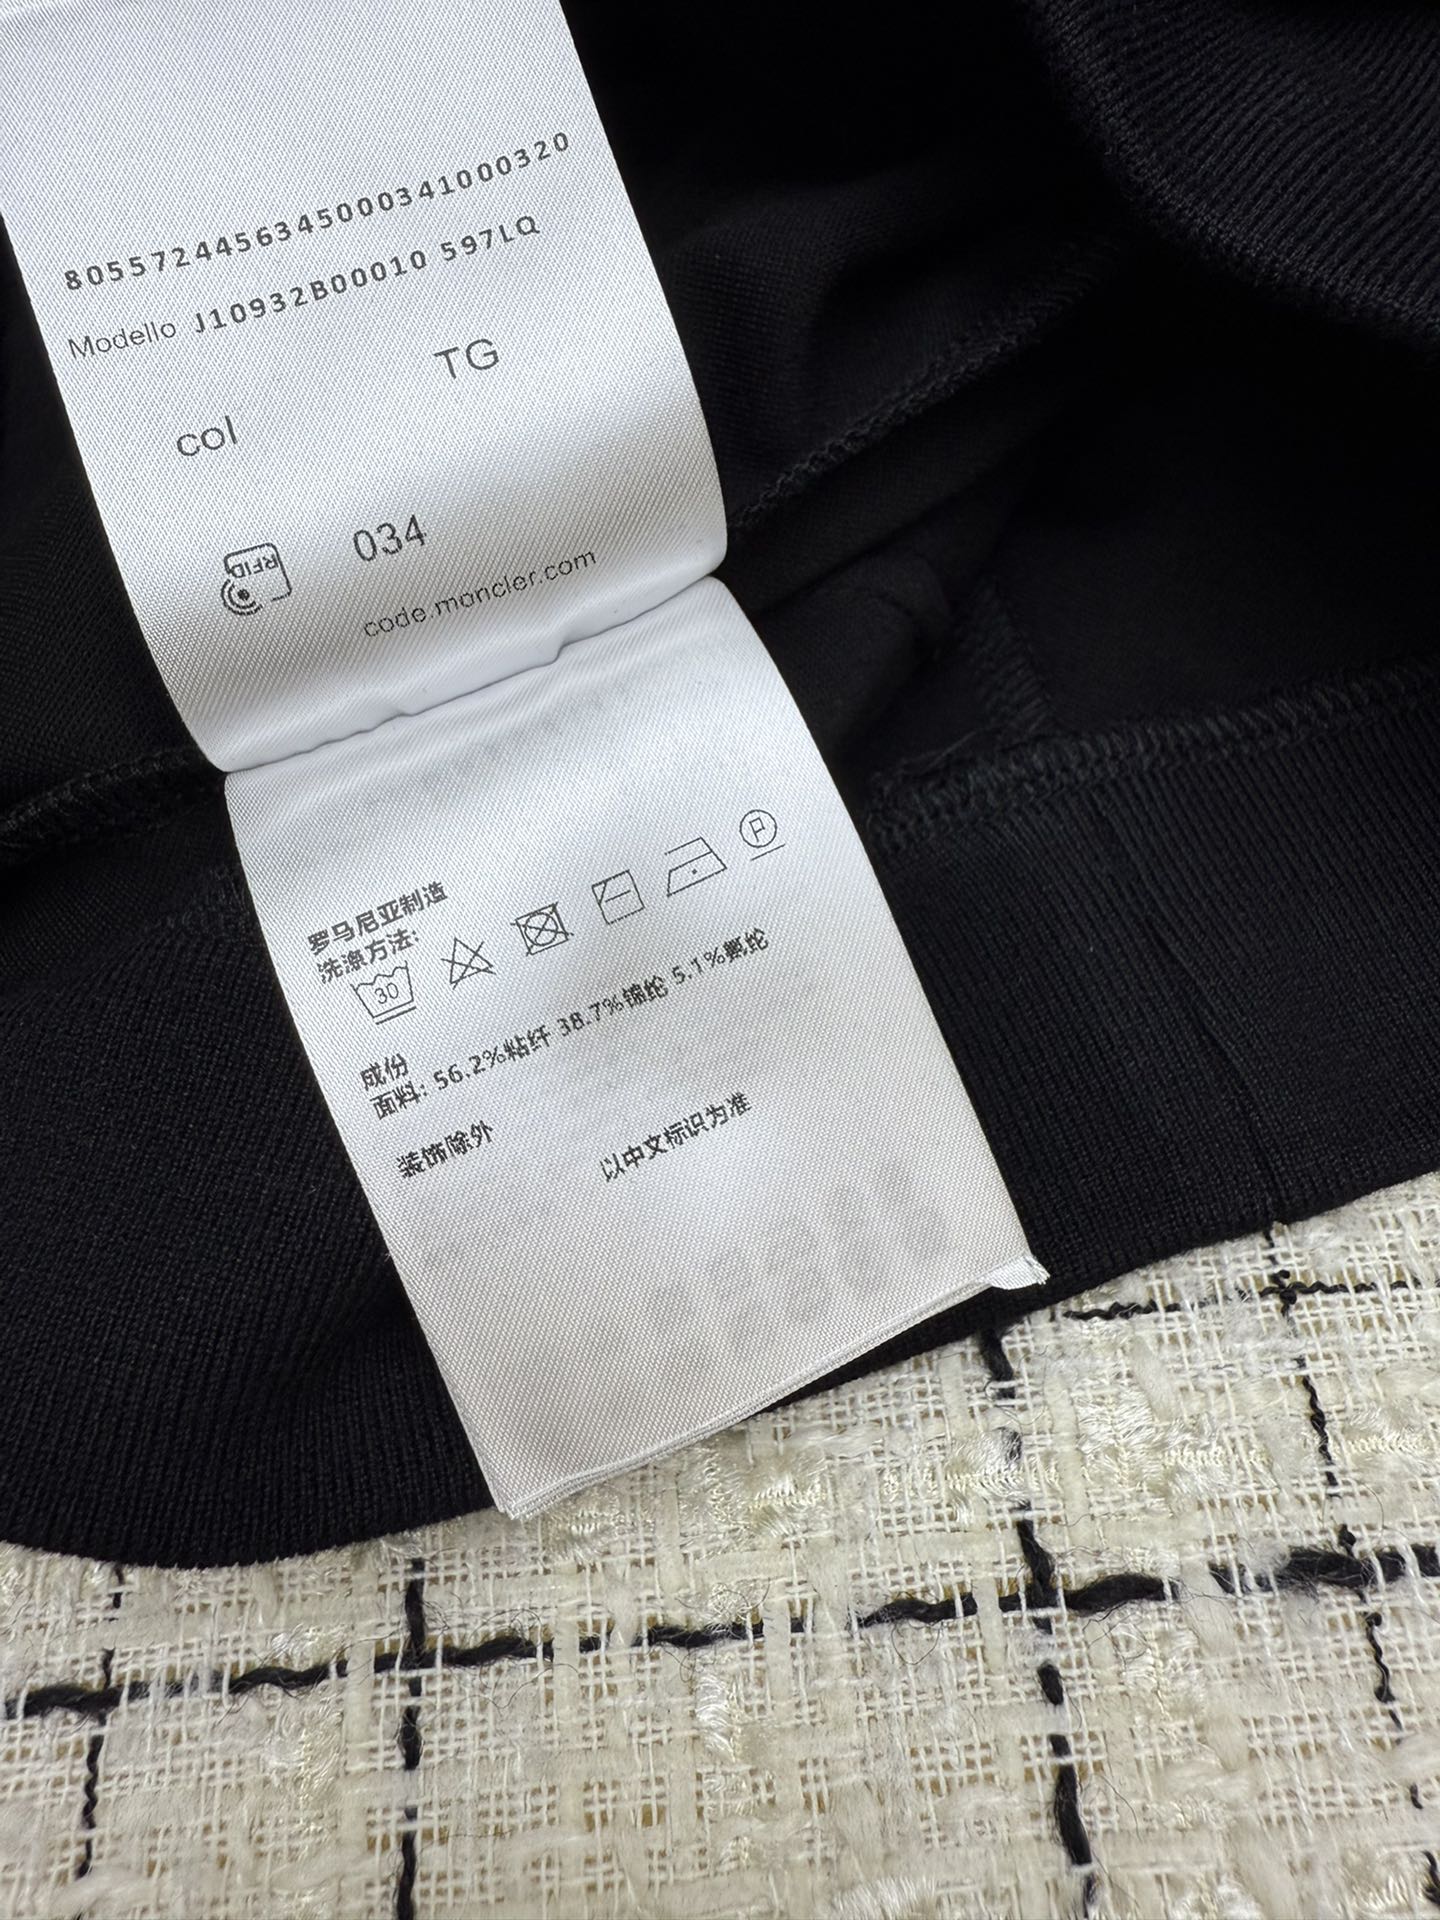 8055724456345000341000320
Modello J10932B00010 597LQ
TG
col
034
RFID
code.moncler.com
罗马尼亚制造
洗涤方法:
30
P
成份
面料: 56.2%粘纤 38.7%锦纶 5.1%氨纶
装饰除外
以中文标识为准